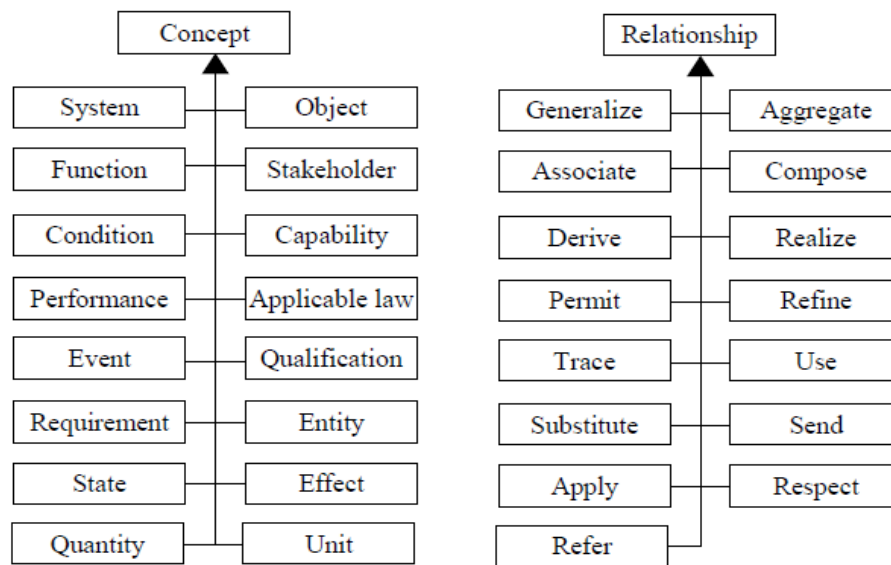 Concept
System
Object
Function
Stakeholder
Condition
Capability
Performance
Applicable law
Event
Qualification
Requirement
Entity
State
Effect
Quantity
Unit
Relationship
Generalize
Aggregate
Associate
Compose
Derive
Realize
Permit
Refine
Trace
Use
Substitute
Send
Apply
Respect
Refer